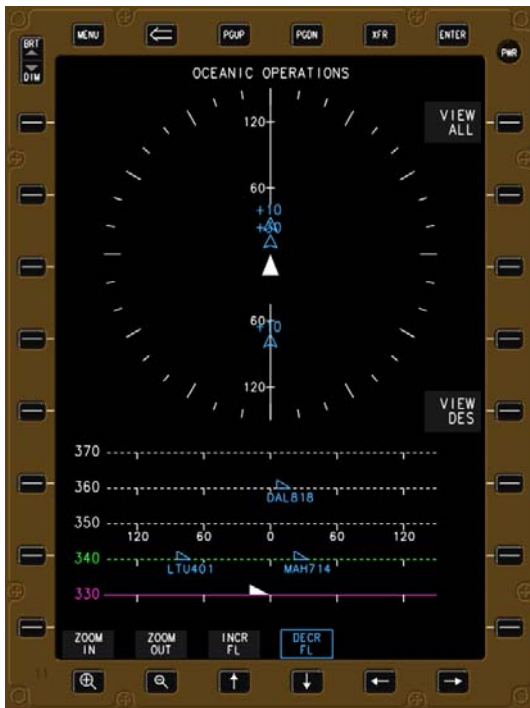 MENU
PGUP
PGDN
XFR
ENTER
BRT
DIM
PWR
OCEANIC OPERATIONS
120
60
+10
+30
60
+10
120
VIEW
ALL
VIEW
DES
370
360
DAL818
350
120 60 0 60 120
340
LTU401
MAH714
330
ZOOM
IN
ZOOM
OUT
INCR
FL
DECR
FL